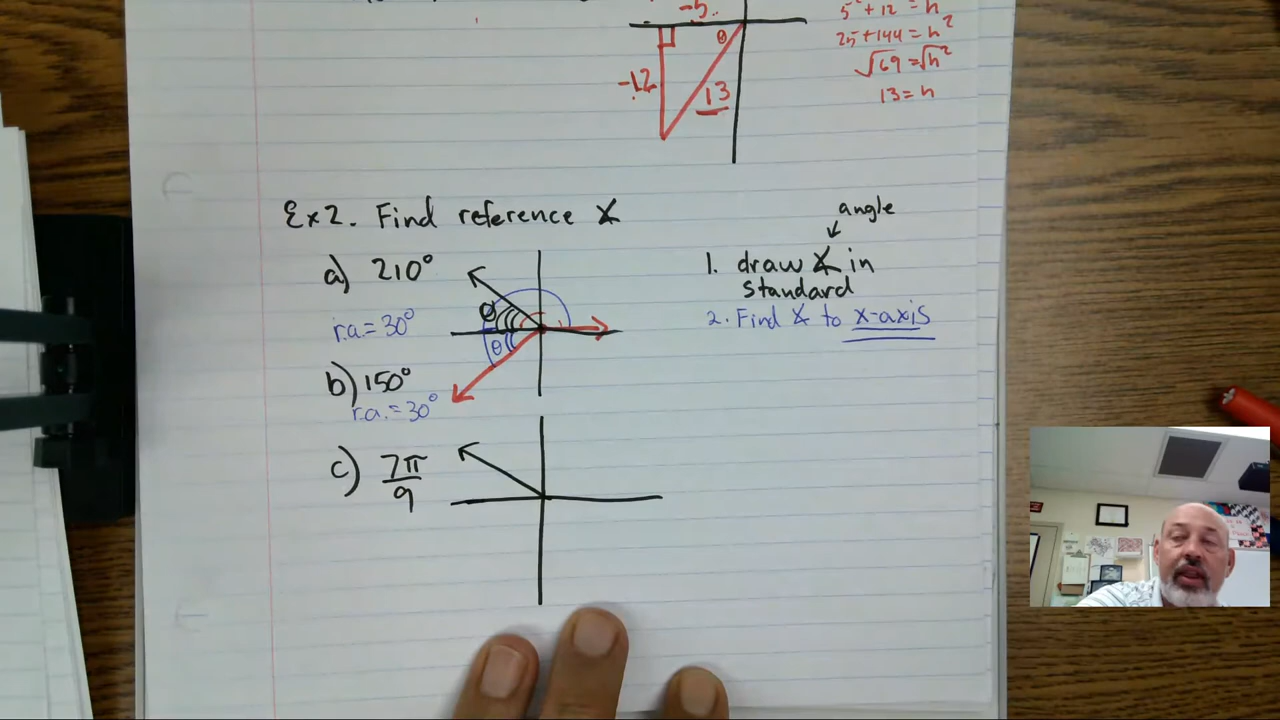 -5
5² + 12 = h
25 + 144 = h²
√169 = √h²
13 = h
θ
-12
13
Ex 2. Find reference ∡
angle
a) 210°
1. draw ∡ in
standard
r.a. = 30°
θ
2. Find ∡ to x-axis
θ
b) 150°
r.a. = 30°
c) 7π
9